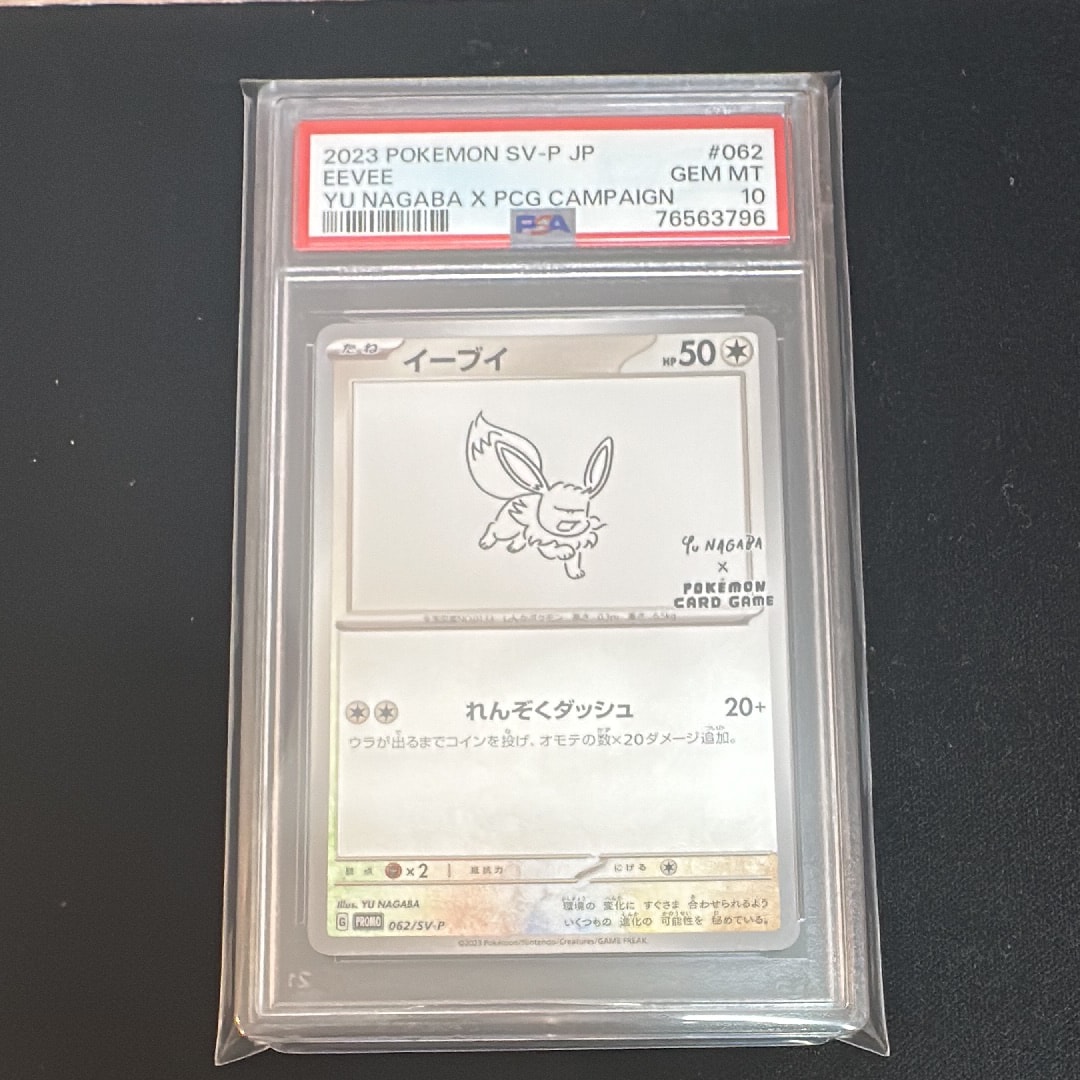 2023 POKEMON SV-P JP #062
EEVEE GEM MT
YU NAGABA X PCG CAMPAIGN 10
PSA 76563796
たね イーブイ HP50
Yu NAGABA
×
POKÉMON
CARD GAME
れんぞくダッシュ 20+
ウラが出るまでコインを投げ、オモテの数×20ダメージ追加。
弱点 ×2 抵抗力 にげる
Illus. YU NAGABA
環境の 変化に すぐさま 合わせられるよう
いくつもの 進化の 可能性を 秘めている。
G PROMO 062/SV-P
©2023 Pokémon/Nintendo/Creatures/GAME FREAK.